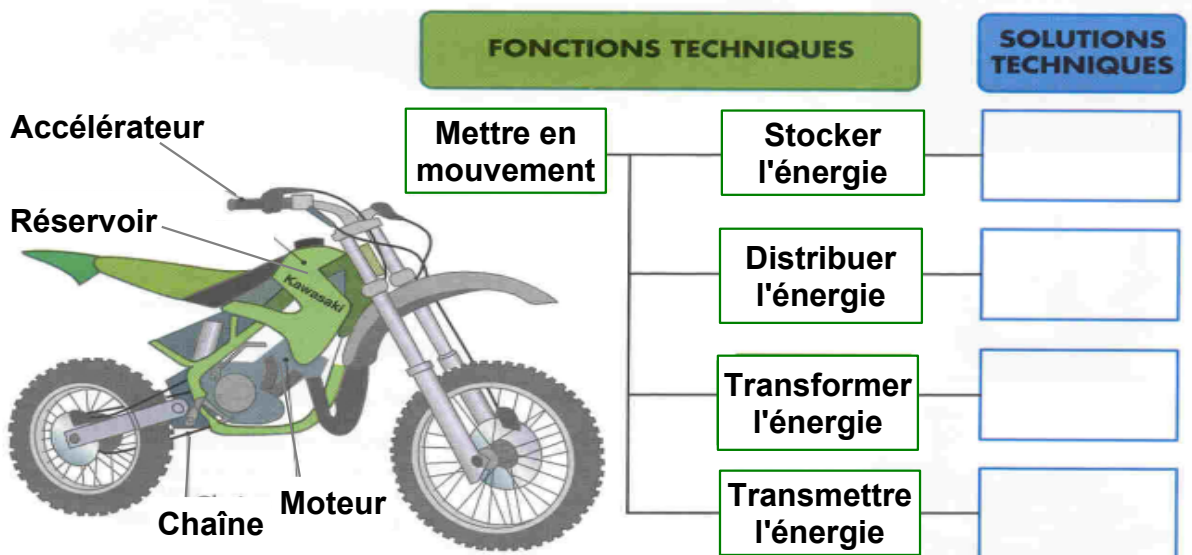 FONCTIONS TECHNIQUES
SOLUTIONS
TECHNIQUES
Accélérateur
Réservoir
Kawasaki
Chaîne
Moteur
Mettre en
mouvement
Stocker
l'énergie
Distribuer
l'énergie
Transformer
l'énergie
Transmettre
l'énergie